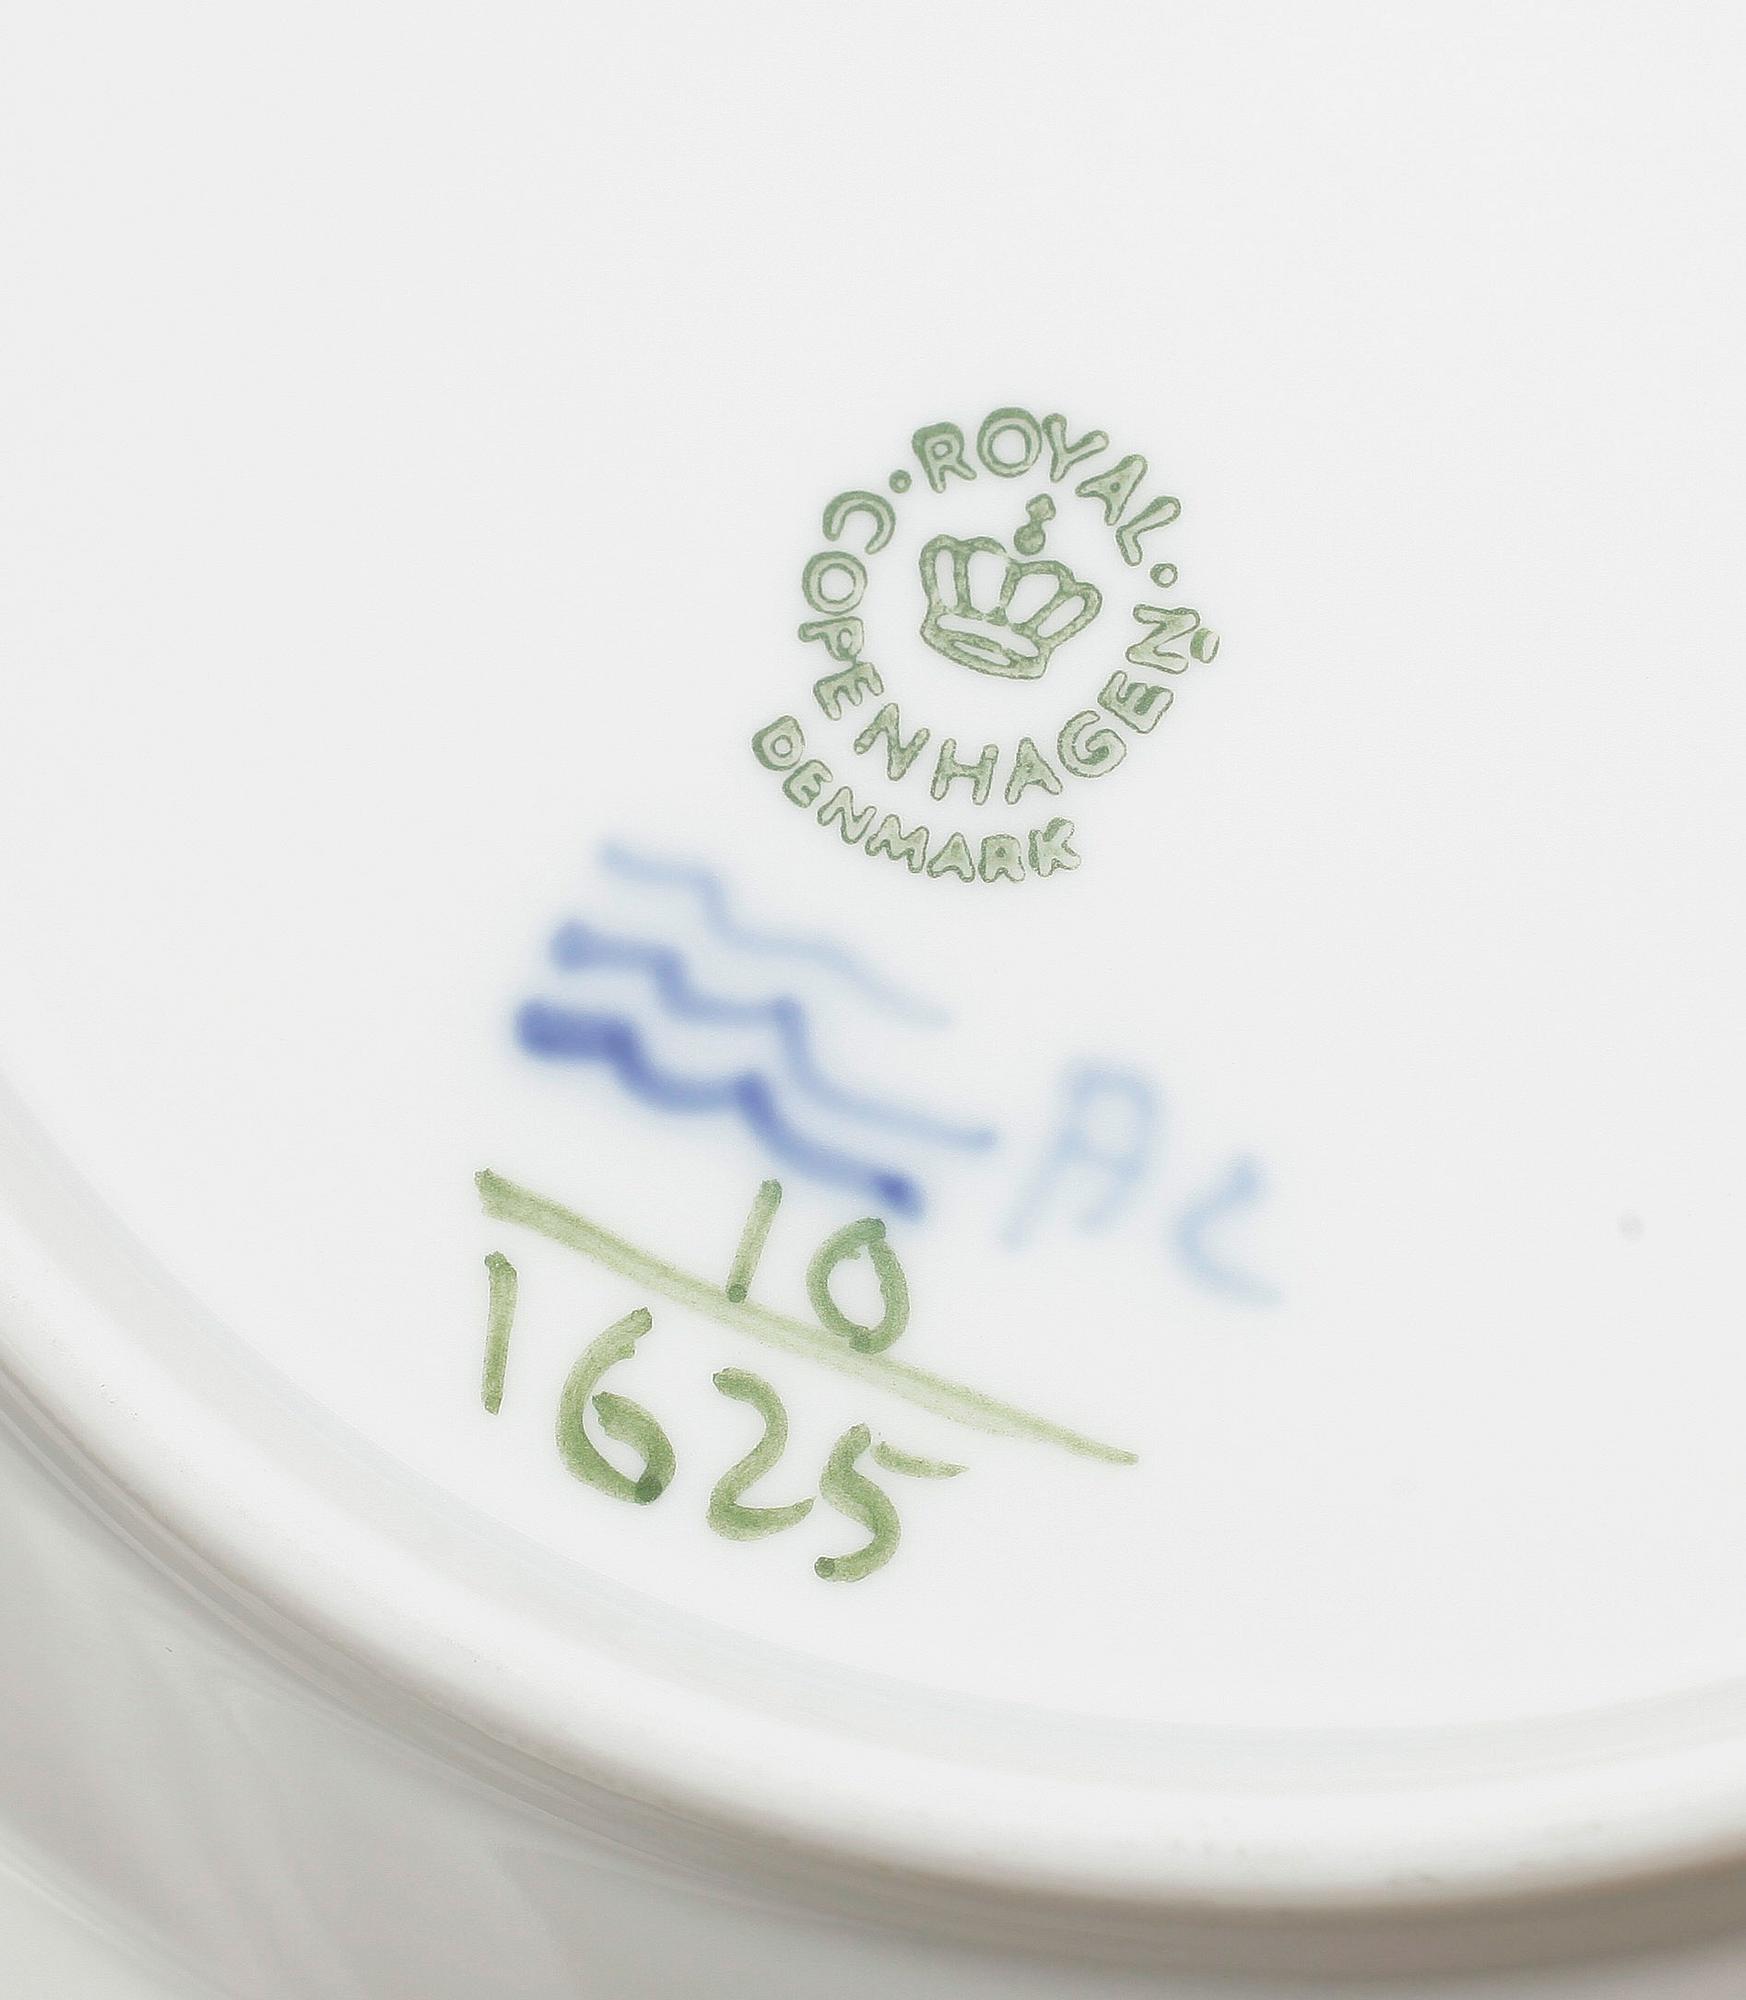 · ROYAL ·
COPENHAGEN
DENMARK
10
1625